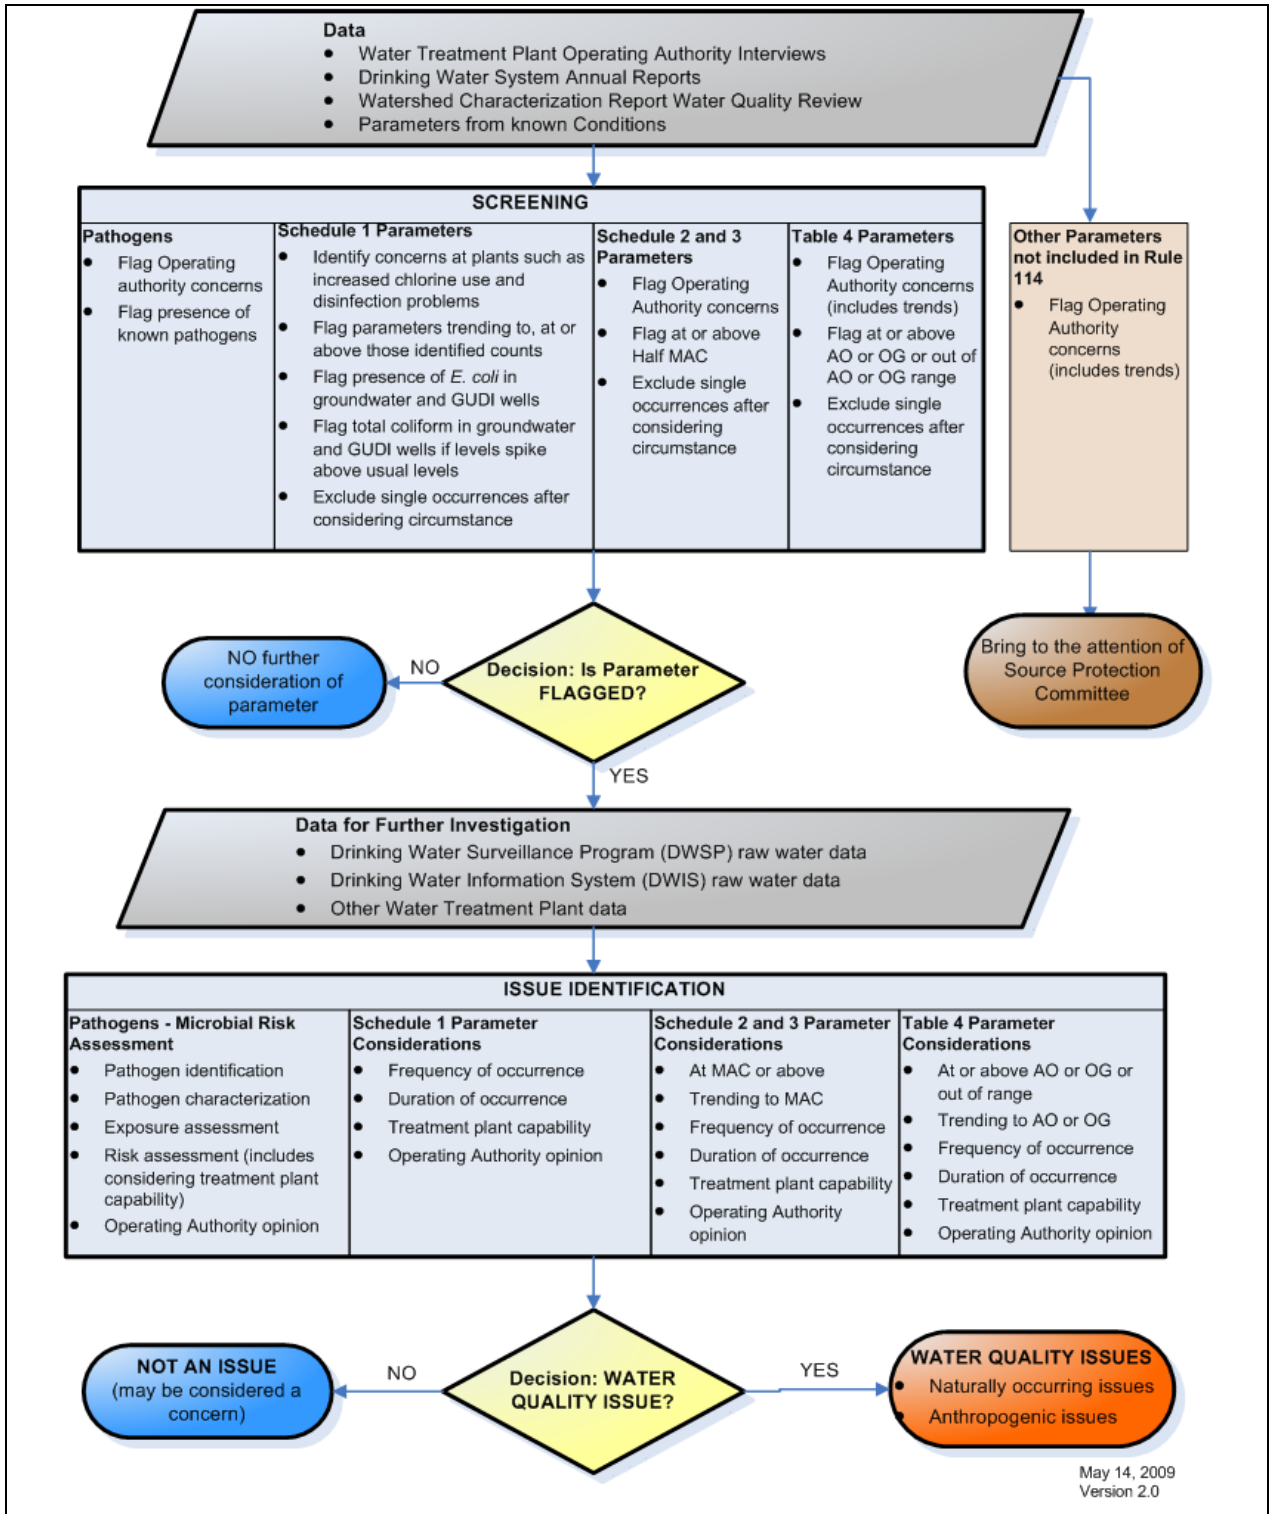 Data
● Water Treatment Plant Operating Authority Interviews
● Drinking Water System Annual Reports
● Watershed Characterization Report Water Quality Review
● Parameters from known Conditions
SCREENING
Pathogens
● Flag Operating
authority concerns
● Flag presence of
known pathogens
Schedule 1 Parameters
● Identify concerns at plants such as
increased chlorine use and
disinfection problems
● Flag parameters trending to, at or
above those identified counts
● Flag presence of E. coli in
groundwater and GUDI wells
● Flag total coliform in groundwater
and GUDI wells if levels spike
above usual levels
● Exclude single occurrences after
considering circumstance
Schedule 2 and 3
Parameters
● Flag Operating
Authority concerns
● Flag at or above
Half MAC
● Exclude single
occurrences after
considering
circumstance
Table 4 Parameters
● Flag Operating
Authority concerns
(includes trends)
● Flag at or above
AO or OG or out of
AO or OG range
● Exclude single
occurrences after
considering
circumstance
Other Parameters
not included in Rule
114
● Flag Operating
Authority
concerns
(includes trends)
Bring to the attention of
Source Protection
Committee
Decision: Is Parameter
FLAGGED?
NO
NO further
consideration of
parameter
YES
Data for Further Investigation
● Drinking Water Surveillance Program (DWSP) raw water data
● Drinking Water Information System (DWIS) raw water data
● Other Water Treatment Plant data
ISSUE IDENTIFICATION
Pathogens - Microbial Risk
Assessment
● Pathogen identification
● Pathogen characterization
● Exposure assessment
● Risk assessment (includes
considering treatment plant
capability)
● Operating Authority opinion
Schedule 1 Parameter
Considerations
● Frequency of occurrence
● Duration of occurrence
● Treatment plant capability
● Operating Authority opinion
Schedule 2 and 3 Parameter
Considerations
● At MAC or above
● Trending to MAC
● Frequency of occurrence
● Duration of occurrence
● Treatment plant capability
● Operating Authority
opinion
Table 4 Parameter
Considerations
● At or above AO or OG or
out of range
● Trending to AO or OG
● Frequency of occurrence
● Duration of occurrence
● Treatment plant capability
● Operating Authority opinion
Decision: WATER
QUALITY ISSUE?
NO
NOT AN ISSUE
(may be considered a
concern)
YES
WATER QUALITY ISSUES
● Naturally occurring issues
● Anthropogenic issues
May 14, 2009
Version 2.0